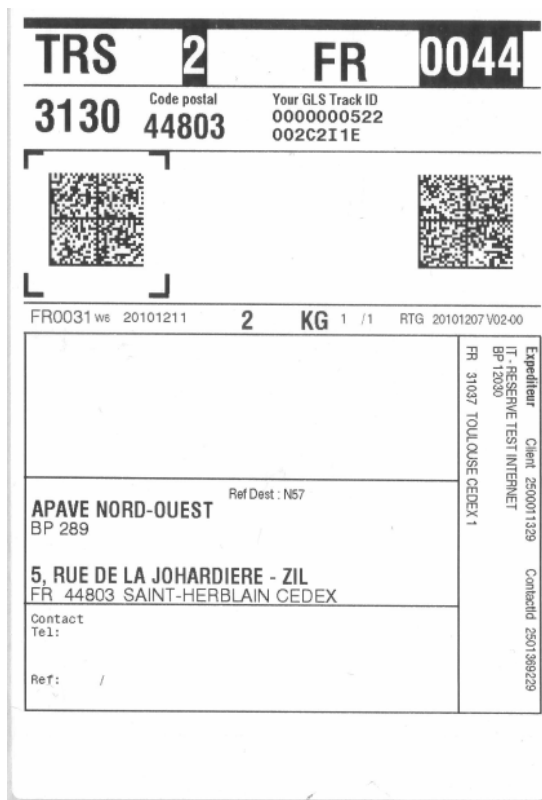 TRS 2 FR 0044
3130 Code postal 44803 Your GLS Track ID
0000000522
002C2I1E
FR0031 W6 20101211 2 KG 1 /1 RTG 20101207 V02-00
Ref Dest : N57
APAVE NORD-OUEST
BP 289
5, RUE DE LA JOHARDIERE - ZIL
FR 44803 SAINT-HERBLAIN CEDEX
Contact
Tel:
Ref: /
Expediteur Client 2500011329 ContactId 2501369229
IT - RESERVE TEST INTERNET
BP 12030
FR 31037 TOULOUSE CEDEX 1